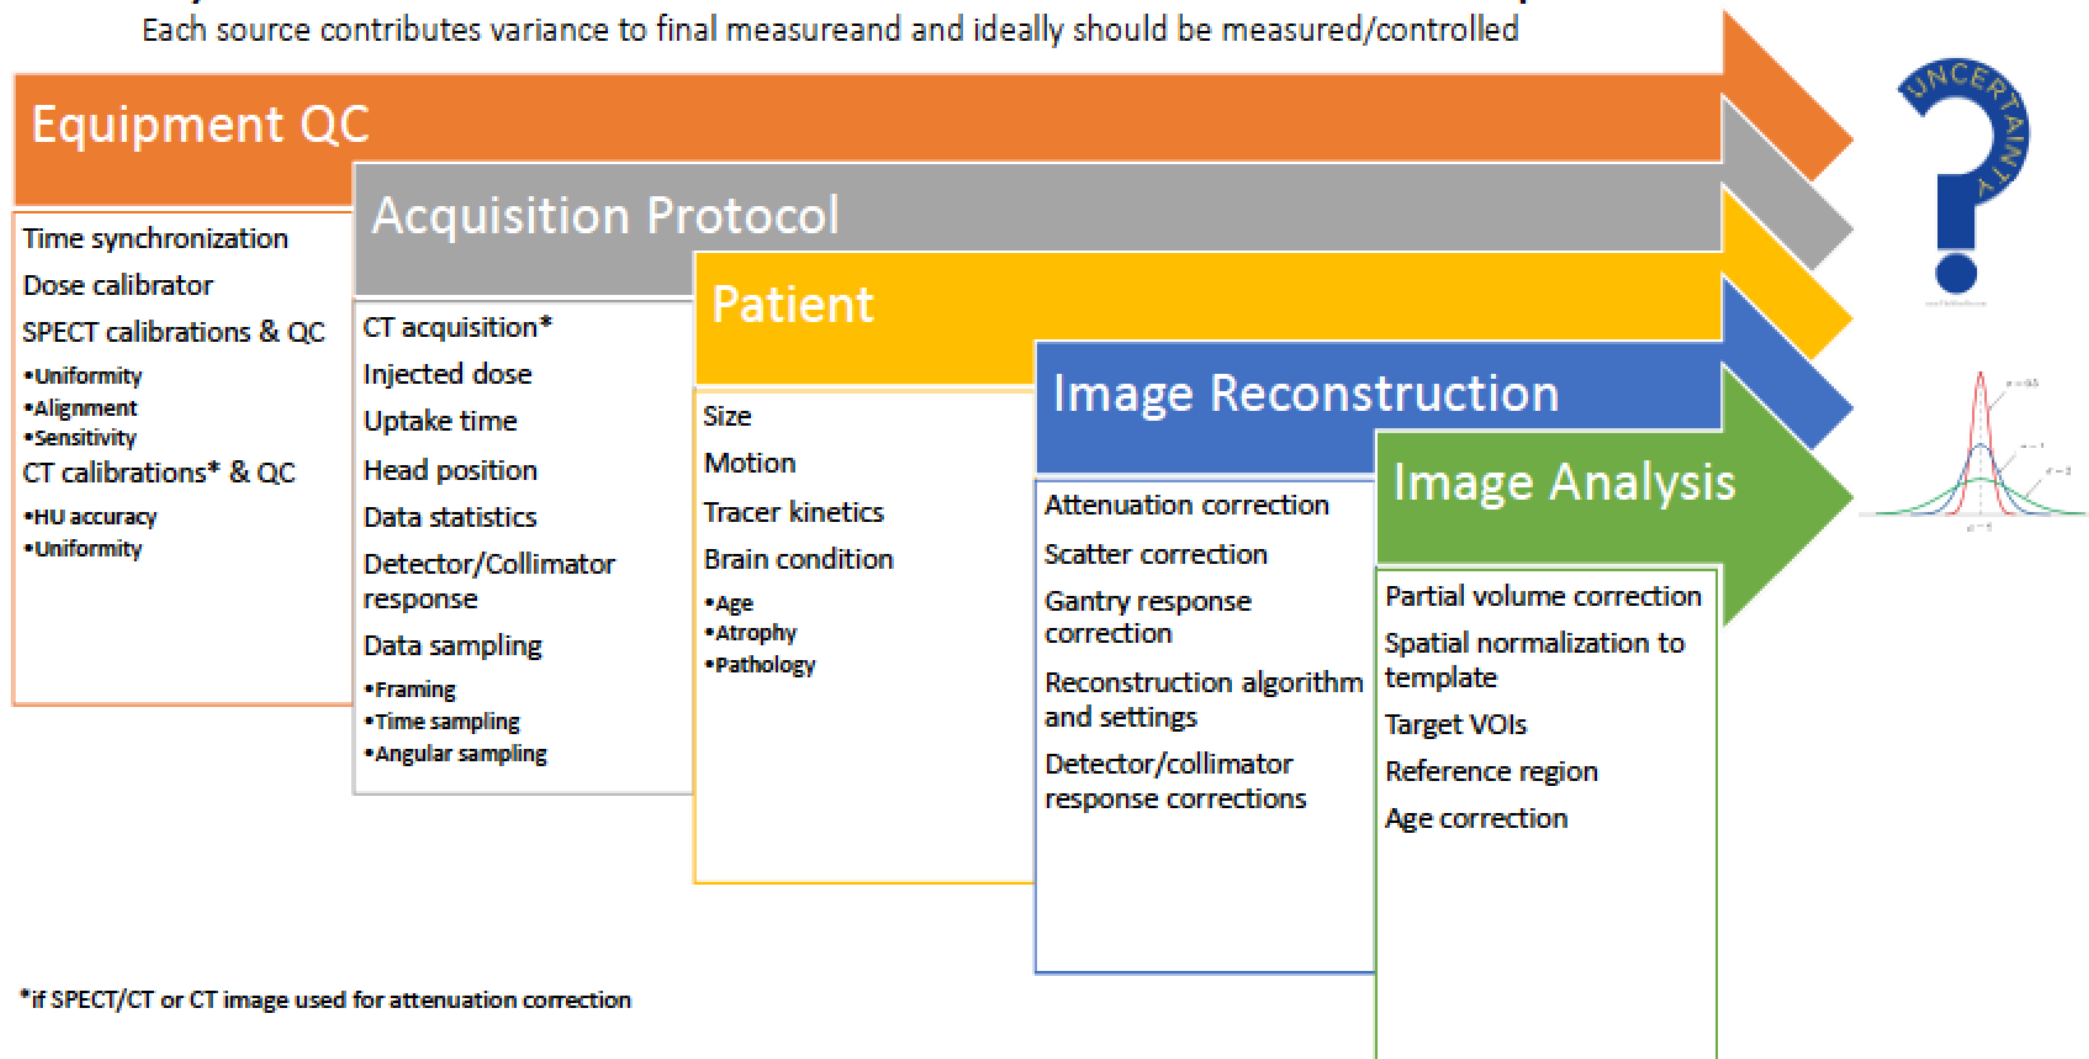 Each source contributes variance to final measureand and ideally should be measured/controlled
Equipment QC
Time synchronization
Dose calibrator
SPECT calibrations & QC
•Uniformity
•Alignment
•Sensitivity
CT calibrations* & QC
•HU accuracy
•Uniformity
Acquisition Protocol
CT acquisition*
Injected dose
Uptake time
Head position
Data statistics
Detector/Collimator
response
Data sampling
•Framing
•Time sampling
•Angular sampling
Patient
Size
Motion
Tracer kinetics
Brain condition
•Age
•Atrophy
•Pathology
Image Reconstruction
Attenuation correction
Scatter correction
Gantry response
correction
Reconstruction algorithm
and settings
Detector/collimator
response corrections
Image Analysis
Partial volume correction
Spatial normalization to
template
Target VOIs
Reference region
Age correction
UNCERTAINTY
*if SPECT/CT or CT image used for attenuation correction